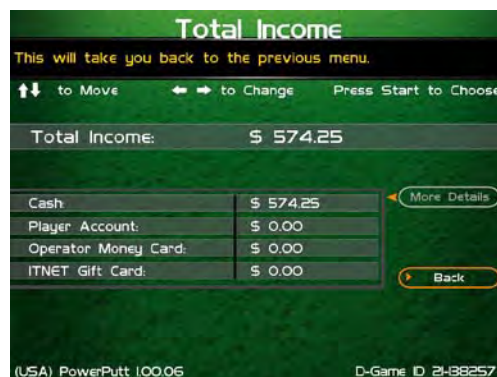 Total Income
This will take you back to the previous menu.
to Move to Change Press Start to Choose
Total Income: $ 574.25
Cash: $ 574.25
More Details
Player Account: $ 0.00
Operator Money Card: $ 0.00
ITNET Gift Card: $ 0.00
Back
(USA) PowerPutt 1.00.06 D-Game ID 21-138257